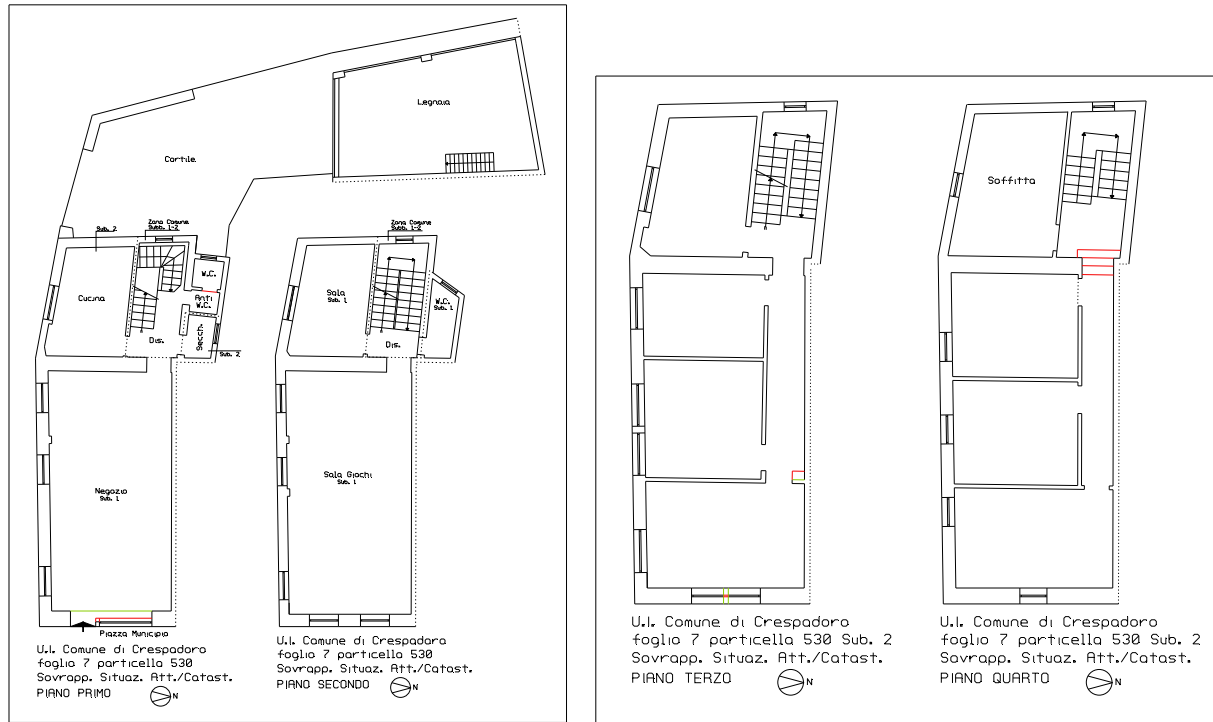 Legnaia
Cortile
Sub. 2
Zona Comune
Subb. 1-2
W.C.
Cucina
Anti
W.C.
Secch.
Dis.
Sub. 2
Negozio
Sub. 1
Piazza Municipio
U.I. Comune di Crespadoro
foglio 7 particella 530
Sovrapp. Situaz. Att./Catast.
PIANO PRIMO
N
Zona Comune
Subb. 1-2
Sala
Sub. 1
W.C.
Sub. 1
Dis.
Sala Giochi
Sub. 1
U.I. Comune di Crespadoro
foglio 7 particella 530
Sovrapp. Situaz. Att./Catast.
PIANO SECONDO
N
U.I. Comune di Crespadoro
foglio 7 particella 530 Sub. 2
Sovrapp. Situaz. Att./Catast.
PIANO TERZO
N
Soffitta
U.I. Comune di Crespadoro
foglio 7 particella 530 Sub. 2
Sovrapp. Situaz. Att./Catast.
PIANO QUARTO
N